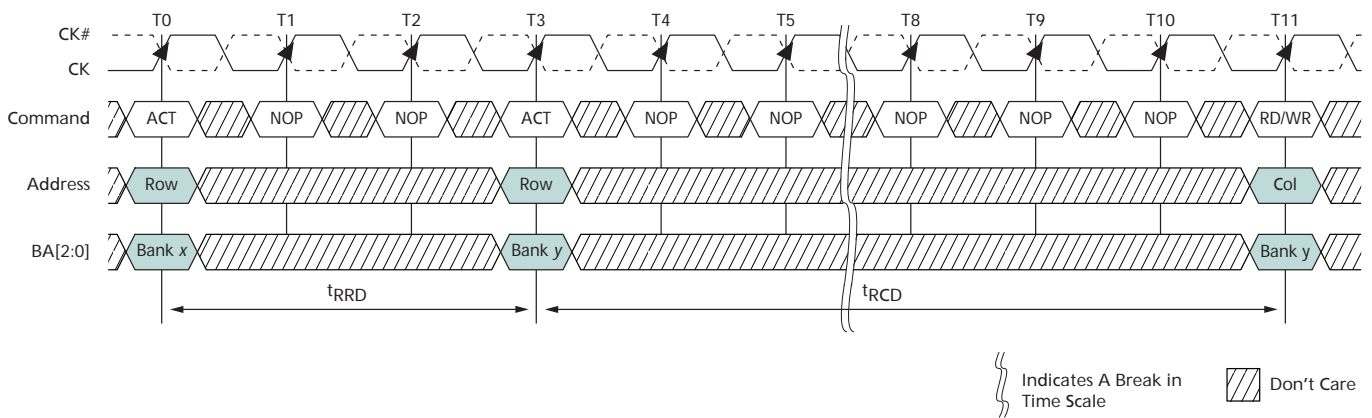 T0 T1 T2 T3 T4 T5 T8 T9 T10 T11
CK#
CK
Command ACT NOP NOP ACT NOP NOP NOP NOP NOP RD/WR
Address Row Row Col
BA[2:0] Bank x Bank y Bank y
tRRD tRCD
Indicates A Break in
Time Scale
Don't Care